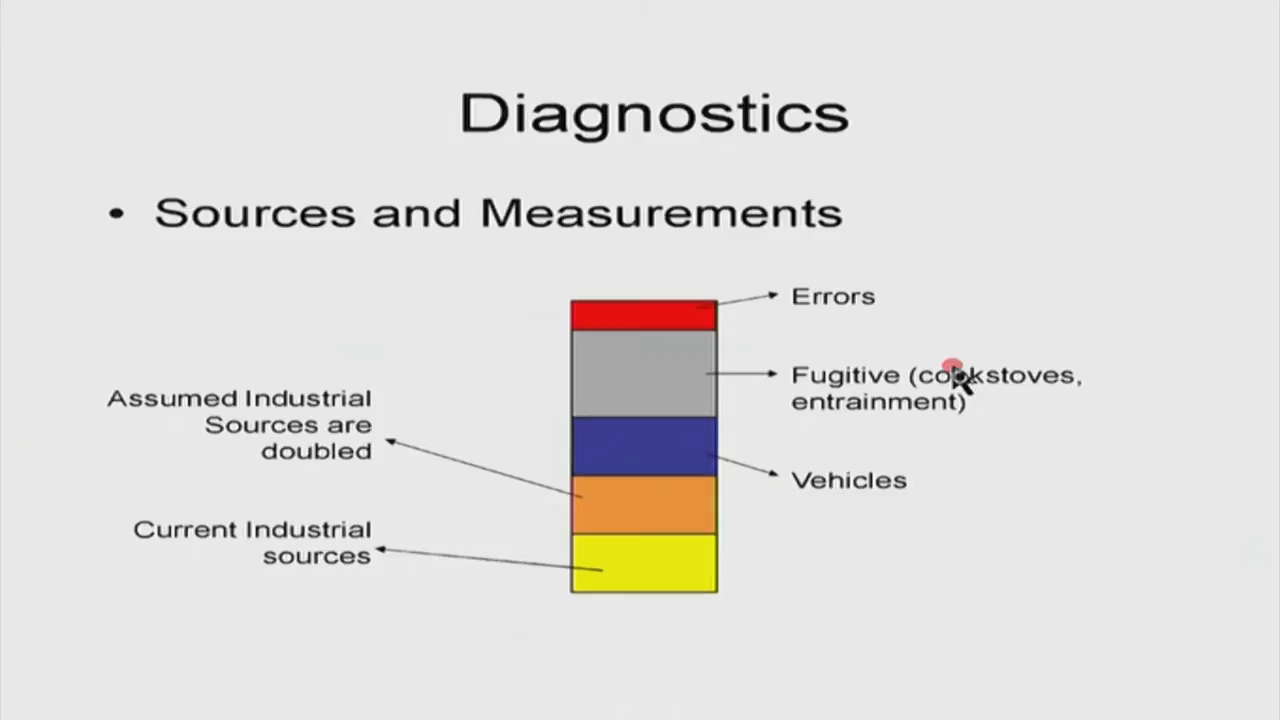 Diagnostics
• Sources and Measurements
Errors
Fugitive (cookstoves,
entrainment)
Assumed Industrial
Sources are
doubled
Vehicles
Current Industrial
sources